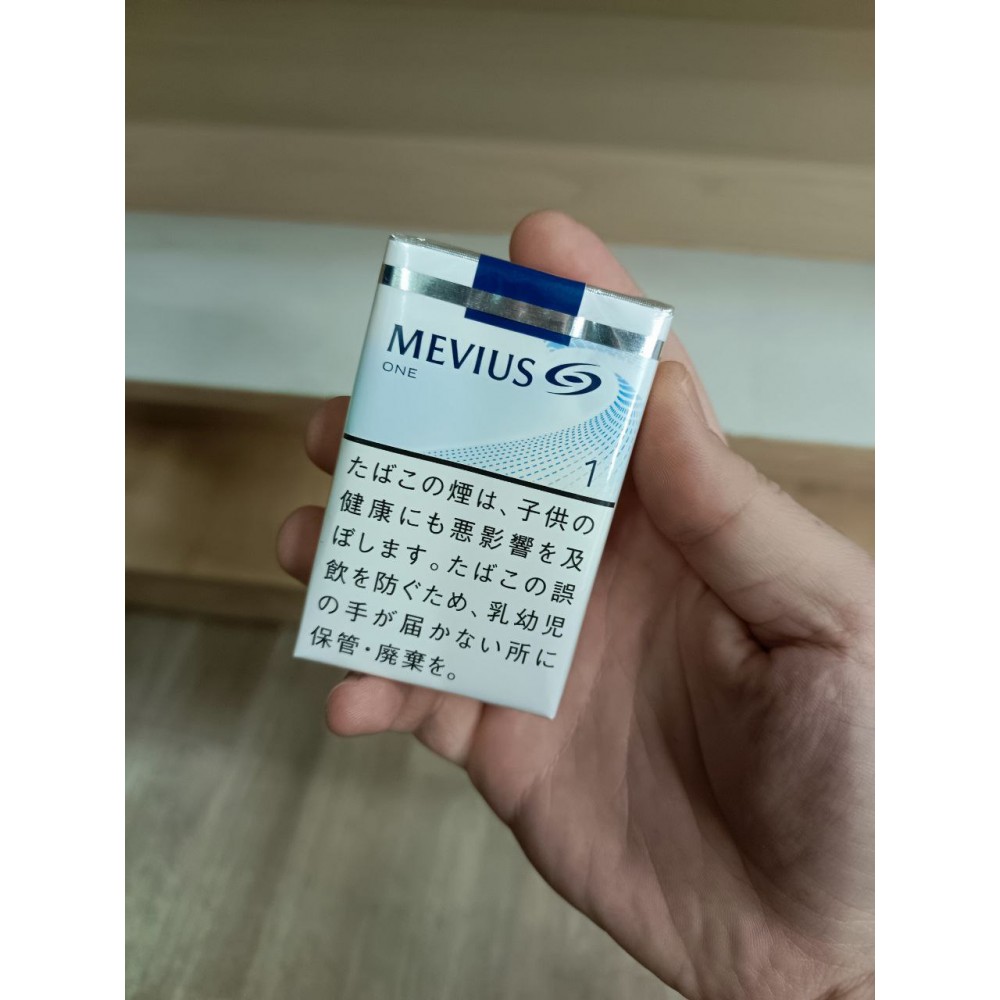 MEVIUS
ONE
1
たばこの煙は、子供の
健康にも悪影響を及
ぼします。たばこの誤
飲を防ぐため、乳幼児
の手が届かない所に
保管・廃棄を。